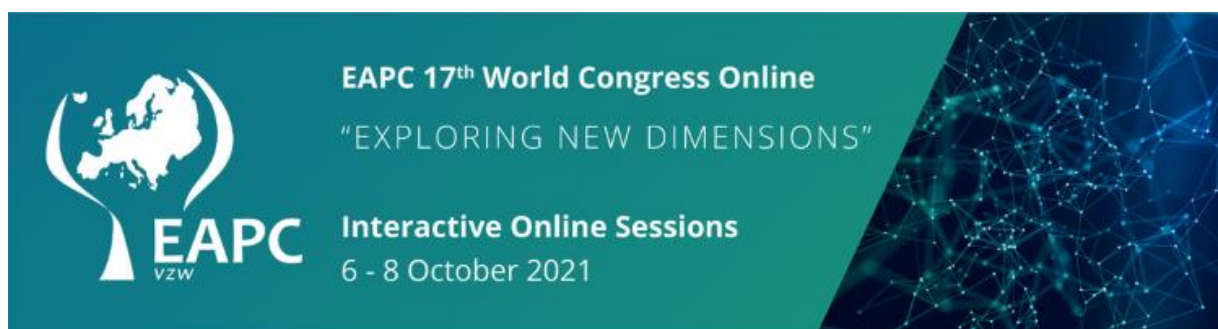 EAPC 17th World Congress Online
“EXPLORING NEW DIMENSIONS”
Interactive Online Sessions
6 - 8 October 2021
EAPC
VZW